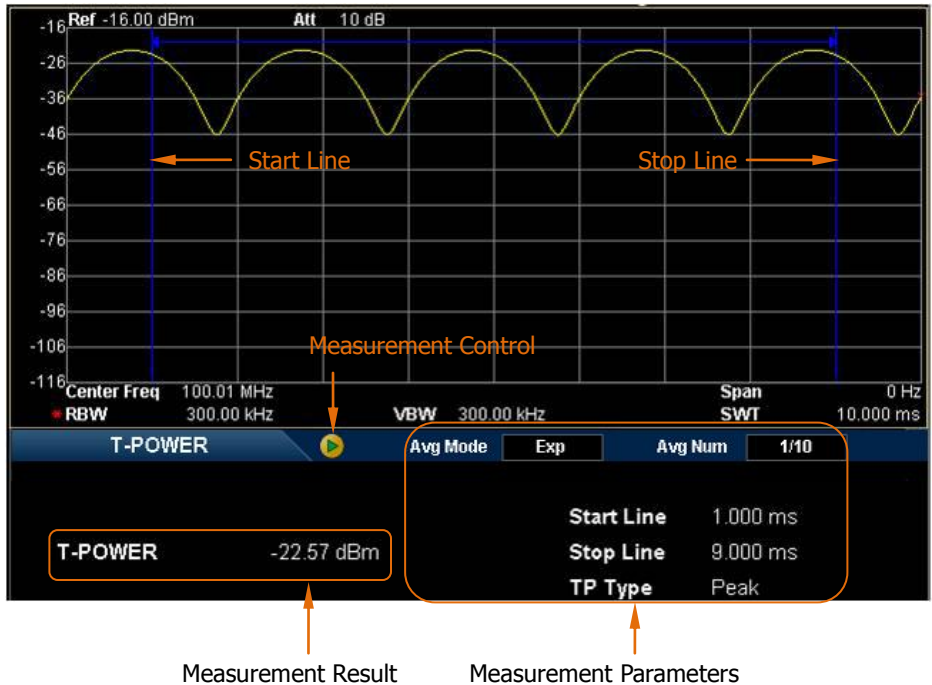 Ref -16.00 dBm Att 10 dB
-16
-26
-36
-46
Start Line Stop Line
-56
-66
-76
-86
-96
-106
Measurement Control
-116
Center Freq 100.01 MHz Span 0 Hz
*RBW 300.00 kHz VBW 300.00 kHz SWT 10.000 ms
T-POWER Avg Mode Exp Avg Num 1/10
Start Line 1.000 ms
T-POWER -22.57 dBm Stop Line 9.000 ms
TP Type Peak
Measurement Result Measurement Parameters